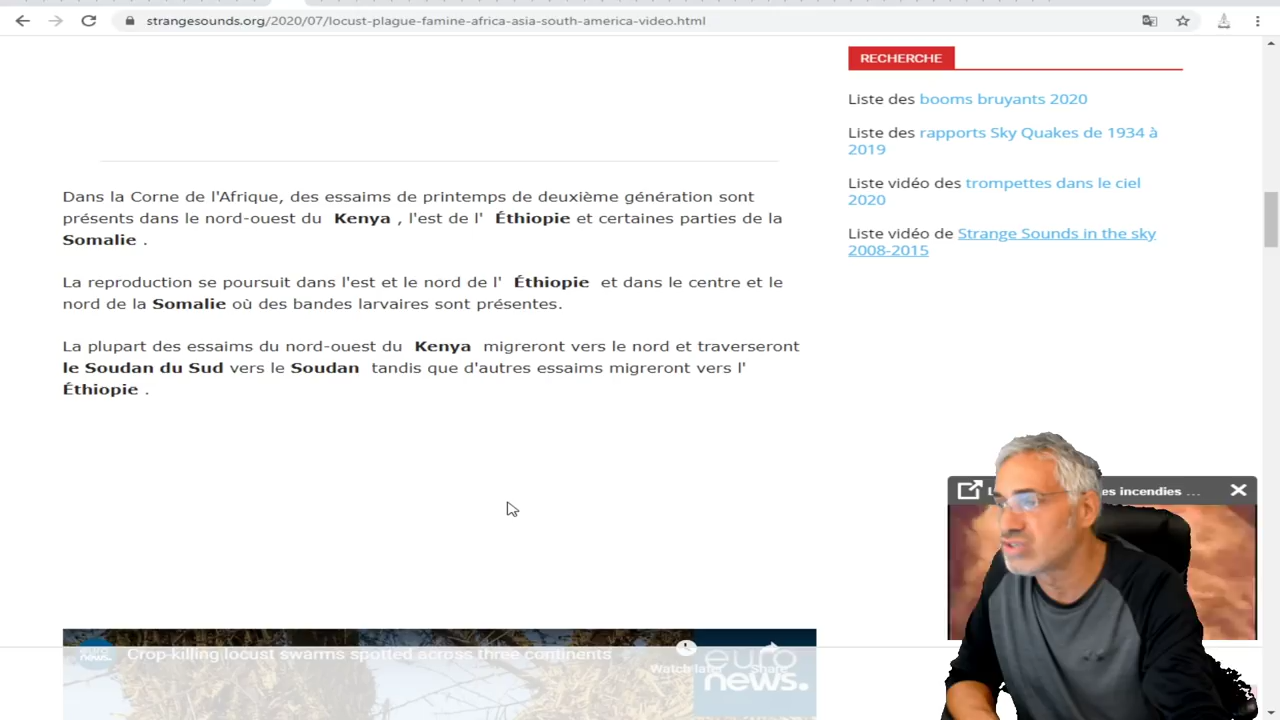 strangesounds.org/2020/07/locust-plague-famine-africa-asia-south-america-video.html
RECHERCHE
Liste des booms bruyants 2020
Liste des rapports Sky Quakes de 1934 à
2019
Liste vidéo des trompettes dans le ciel
2020
Liste vidéo de Strange Sounds in the sky
2008-2015
Dans la Corne de l'Afrique, des essaims de printemps de deuxième génération sont
présents dans le nord-ouest du Kenya , l'est de l' Éthiopie et certaines parties de la
Somalie .
La reproduction se poursuit dans l'est et le nord de l' Éthiopie et dans le centre et le
nord de la Somalie où des bandes larvaires sont présentes.
La plupart des essaims du nord-ouest du Kenya migreront vers le nord et traverseront
le Soudan du Sud vers le Soudan tandis que d'autres essaims migreront vers l'
Éthiopie .
es incendies ...
euro news.
Crop-killing locust swarms spotted across three continents
Watch later
Share
euro
news.